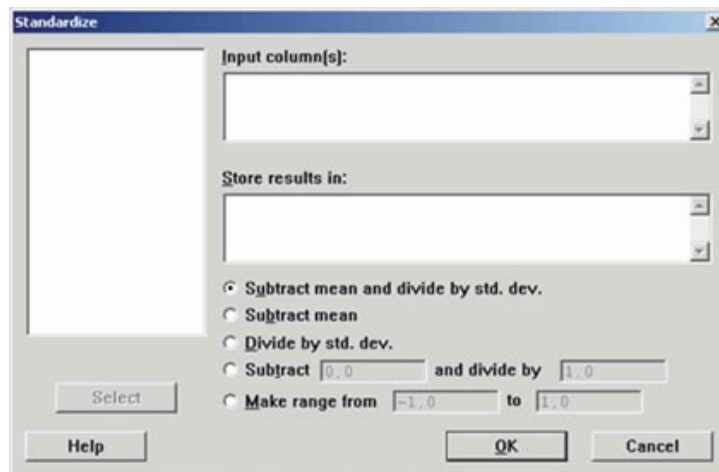 Standardize
Input column(s):
Store results in:
Subtract mean and divide by std. dev.
Subtract mean
Divide by std. dev.
Subtract 0.0 and divide by 1.0
Make range from -1.0 to 1.0
Select
Help OK Cancel